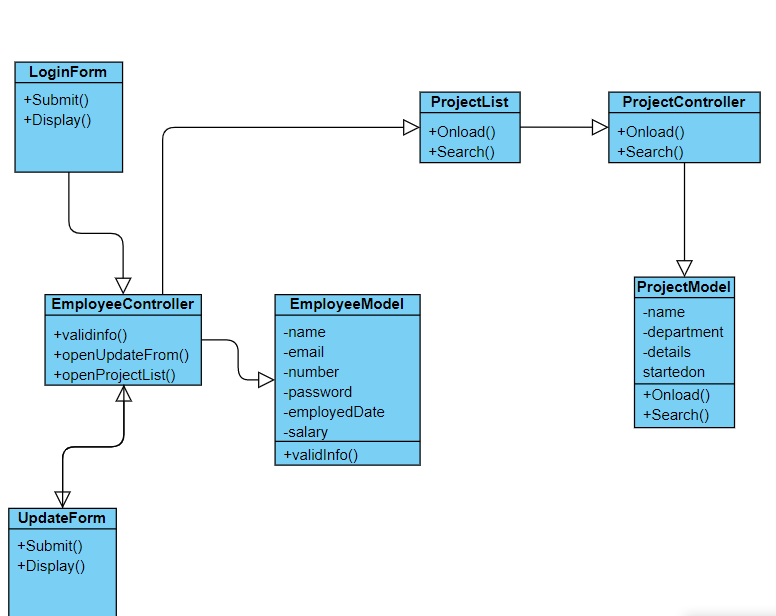 LoginForm
+Submit()
+Display()
ProjectList
+Onload()
+Search()
ProjectController
+Onload()
+Search()
EmployeeController
+validinfo()
+openUpdateFrom()
+openProjectList()
EmployeeModel
-name
-email
-number
-password
-employedDate
-salary
+validInfo()
ProjectModel
-name
-department
-details
startedon
+Onload()
+Search()
UpdateForm
+Submit()
+Display()